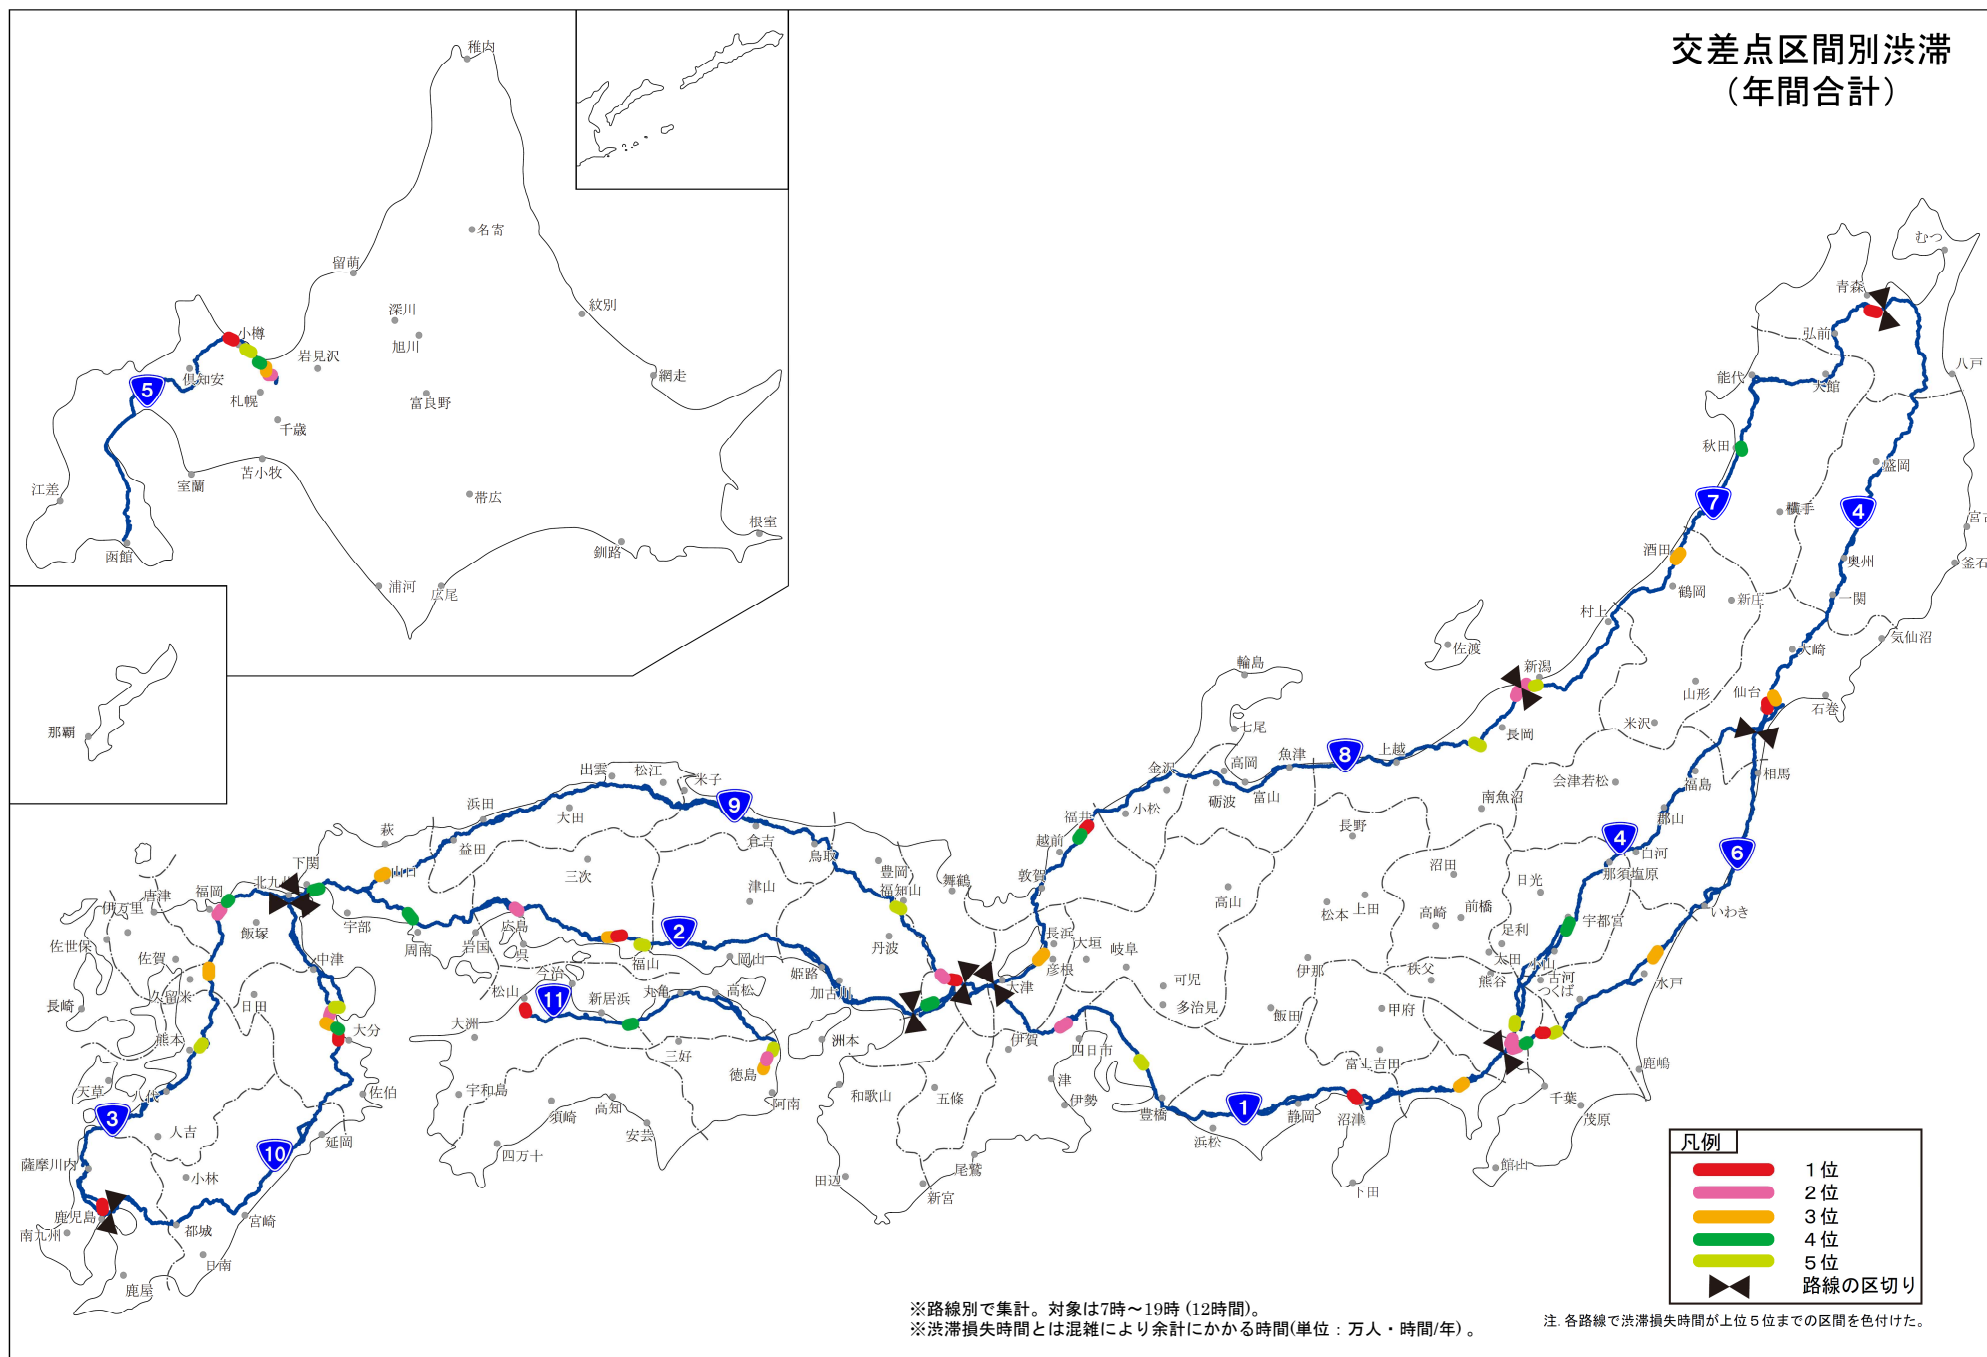 交差点区間別渋滞
（年間合計）
稚内
名寄
留萌
深川
旭川
紋別
小樽
岩見沢
倶知安
札幌
富良野
網走
千歳
5
苫小牧
室蘭
江差
帯広
根室
函館
釧路
浦河
広尾
那覇
むつ
青森
弘前
八戸
能代
大館
秋田
盛岡
7
横手
4
宮古
酒田
奥州
釜石
鶴岡
新庄
一関
村上
気仙沼
佐渡
大崎
輪島
新潟
山形
仙台
石巻
米沢
七尾
長岡
8
上越
魚津
金沢
高岡
相馬
会津若松
福島
出雲
松江
米子
砺波
富山
小松
南魚沼
浜田
9
福井
郡山
大田
長野
萩
益田
倉吉
越前
4
白河
6
鳥取
沼田
下関
山口
三次
豊岡
敦賀
那須塩原
北九州
津山
福知山
舞鶴
高山
日光
唐津
福岡
伊万里
松本
上田
高崎
前橋
いわき
宇部
広島
宇都宮
飯塚
周南
岩国
2
丹波
長浜
大垣
足利
佐世保
呉
岐阜
太田
小山
佐賀
福山
岡山
姫路
彦根
伊那
秩父
熊谷
古河
水戸
中津
今治
可児
つくば
久留米
松山
11
新居浜
丸亀
高松
加古川
大津
長崎
日田
多治見
飯田
甲府
大分
大洲
熊本
三好
洲本
伊賀
四日市
富士吉田
鹿嶋
徳島
天草
八代
佐伯
宇和島
和歌山
五條
津
千葉
3
高知
阿南
伊勢
豊橋
1
静岡
沼津
茂原
人吉
延岡
須崎
安芸
浜松
10
四万十
薩摩川内
小林
田辺
尾鷲
館山
新宮
下田
鹿児島
宮崎
南九州
都城
日南
鹿屋
凡例
1位
2位
3位
4位
5位
路線の区切り
※路線別で集計。対象は7時～19時 (12時間)。
※渋滞損失時間とは混雑により余計にかかる時間(単位：万人・時間/年) 。
注. 各路線で渋滞損失時間が上位５位までの区間を色付けた。